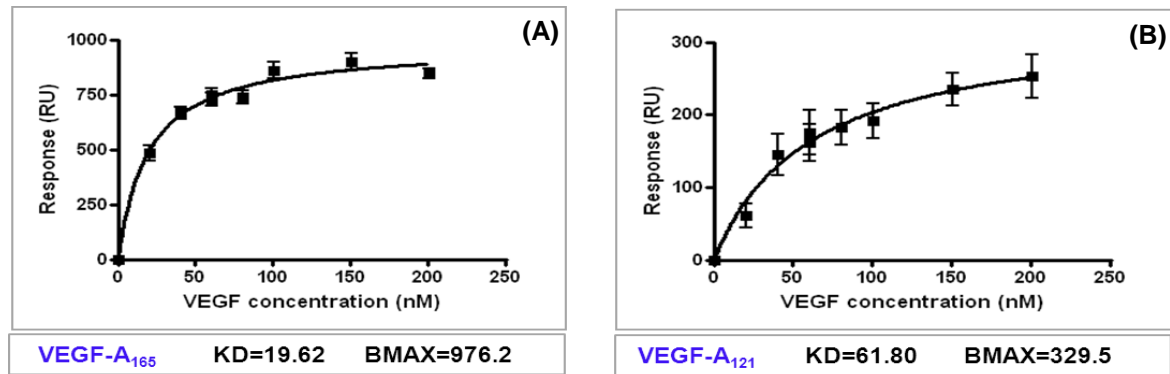 (A)
1000
750
500
250
0
Response (RU)
0 50 100 150 200 250
VEGF concentration (nM)
VEGF-A₁₆₅ KD=19.62 BMAX=976.2
(B)
300
200
100
0
Response (RU)
0 50 100 150 200 250
VEGF concentration (nM)
VEGF-A₁₂₁ KD=61.80 BMAX=329.5